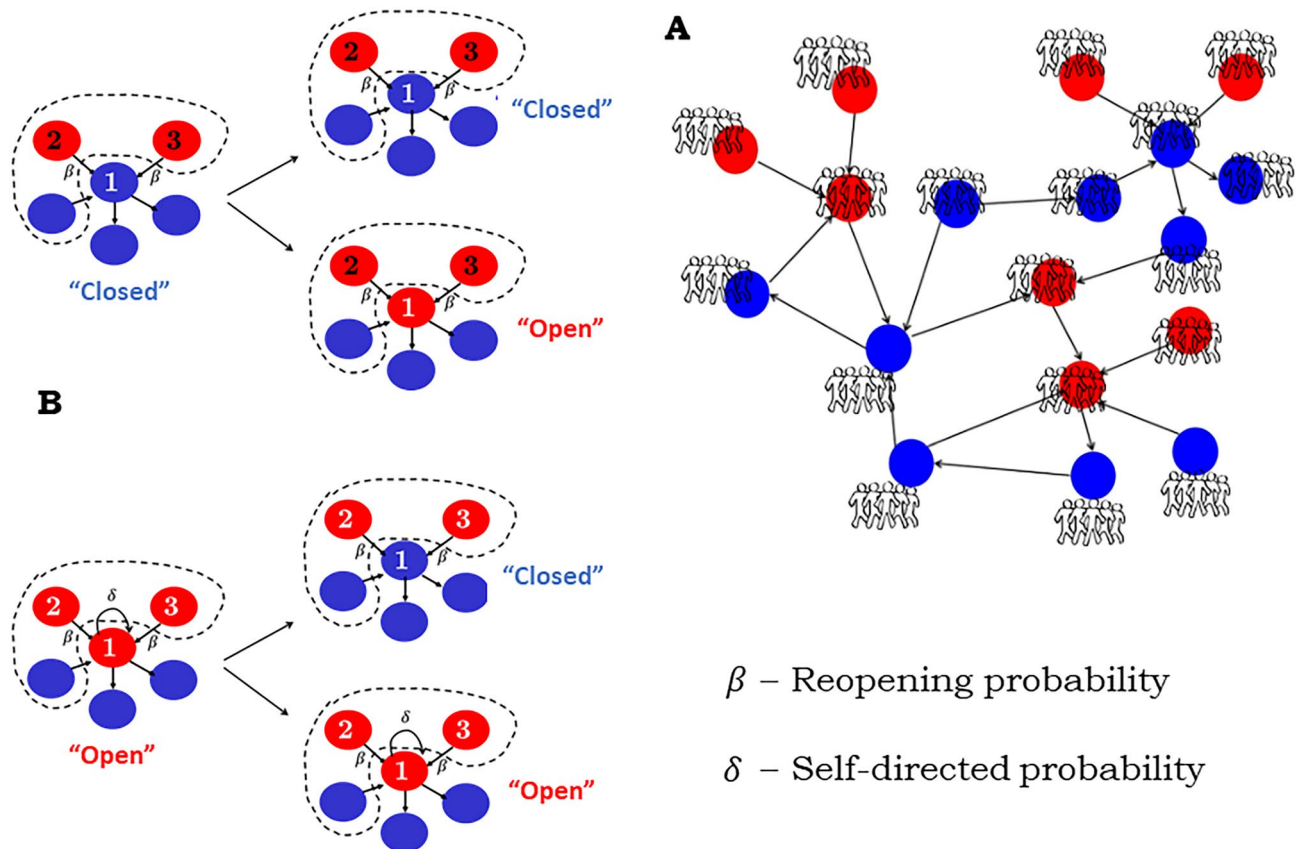 2
3
1
β
β
“Closed”
2
3
1
β
β
“Closed”
2
3
1
β
β
“Open”
B
δ
2
3
1
β
β
“Open”
2
3
1
β
β
“Closed”
δ
2
3
1
β
β
“Open”
A
β – Reopening probability
δ – Self-directed probability